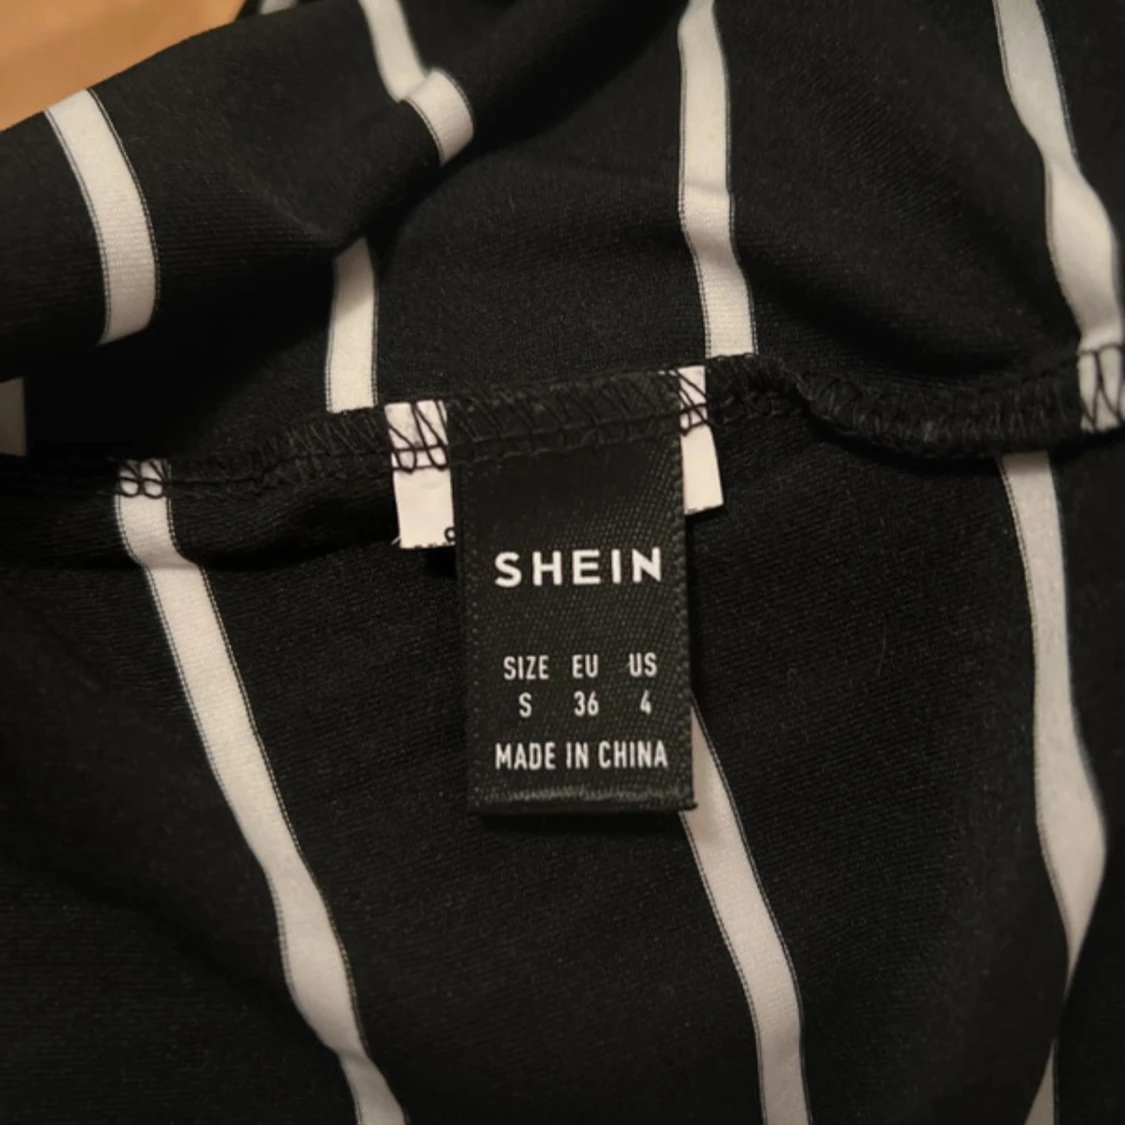 SHEIN
SIZE EU US
S 36 4
MADE IN CHINA